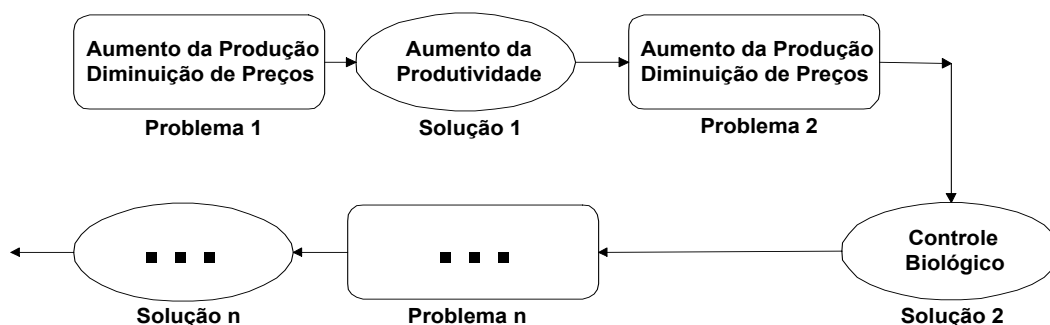 Aumento da Produção
Diminuição de Preços
Problema 1
Aumento da
Produtividade
Solução 1
Aumento da Produção
Diminuição de Preços
Problema 2
Controle
Biológico
Solução 2
. . .
Problema n
. . .
Solução n